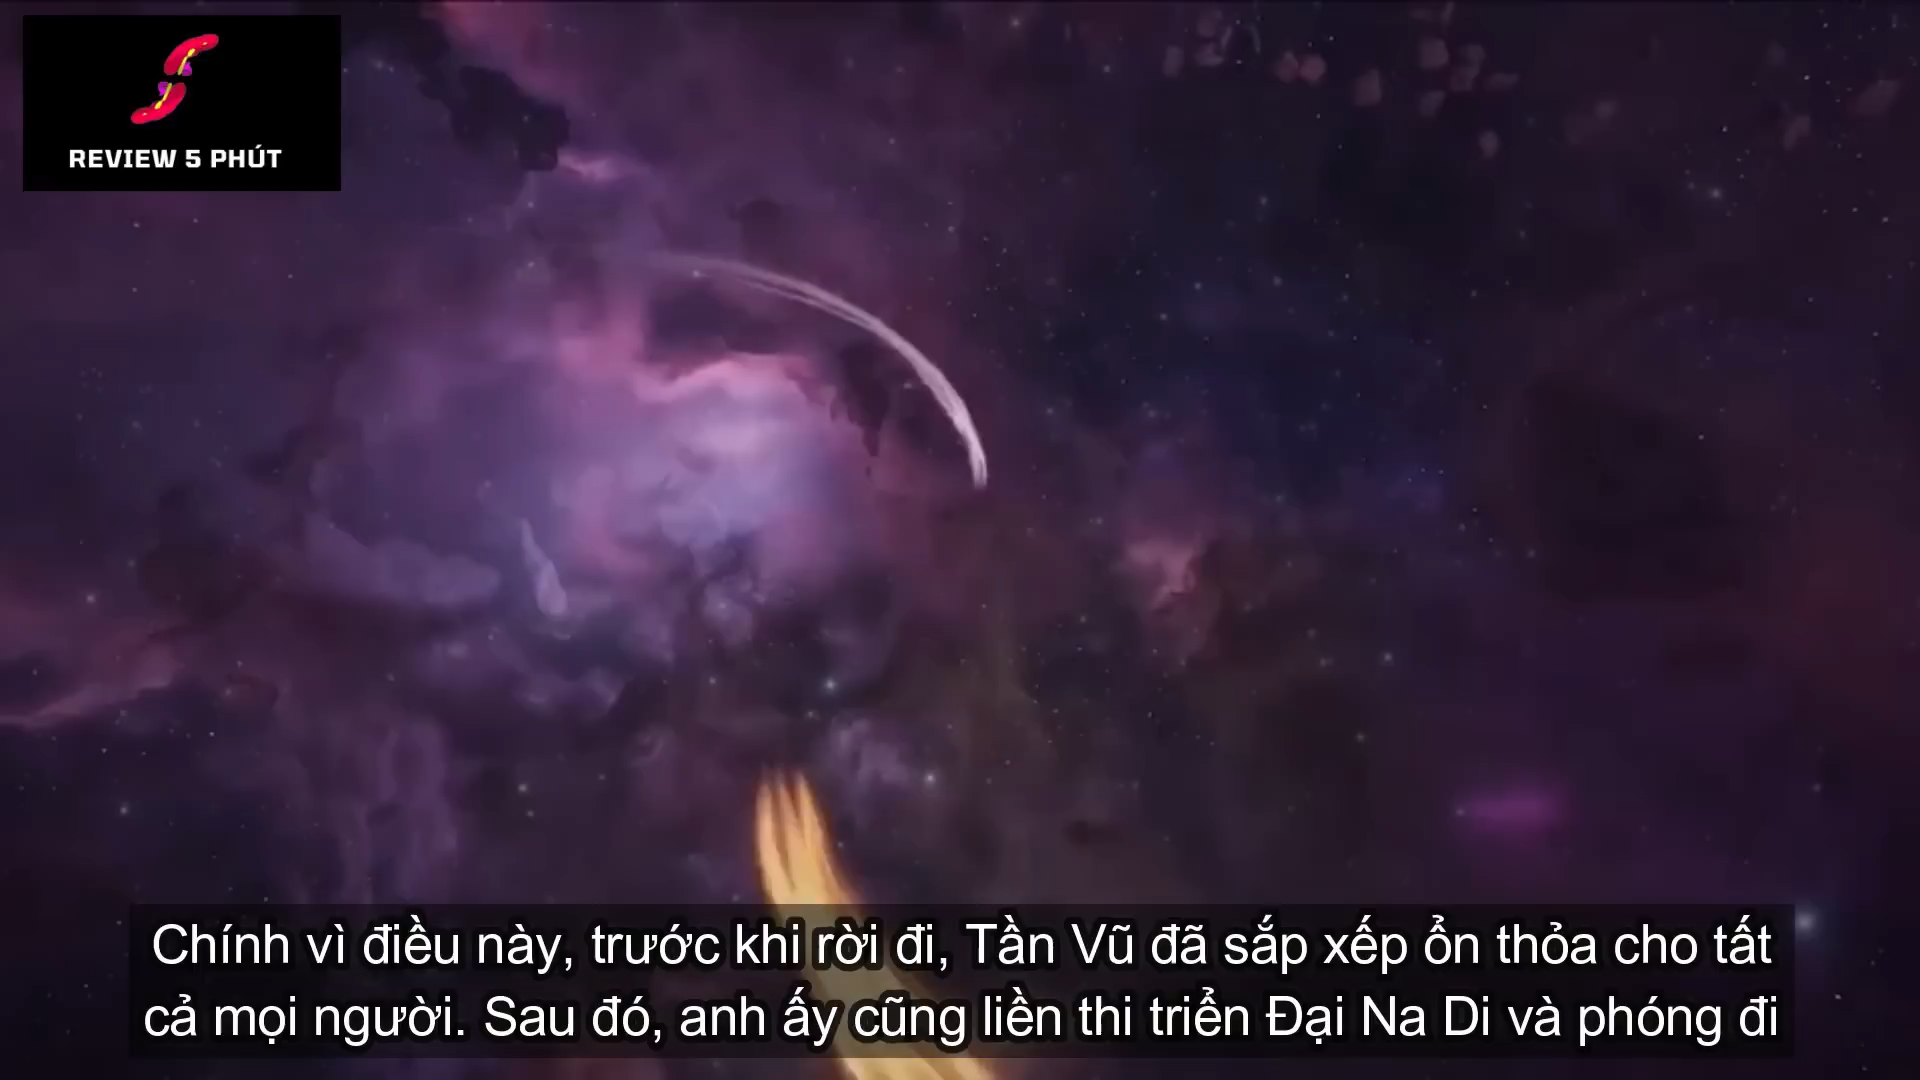 REVIEW 5 PHÚT
Chính vì điều này, trước khi rời đi, Tần Vũ đã sắp xếp ổn thỏa cho tất
cả mọi người. Sau đó, anh ấy cũng liền thi triển Đại Na Di và phóng đi